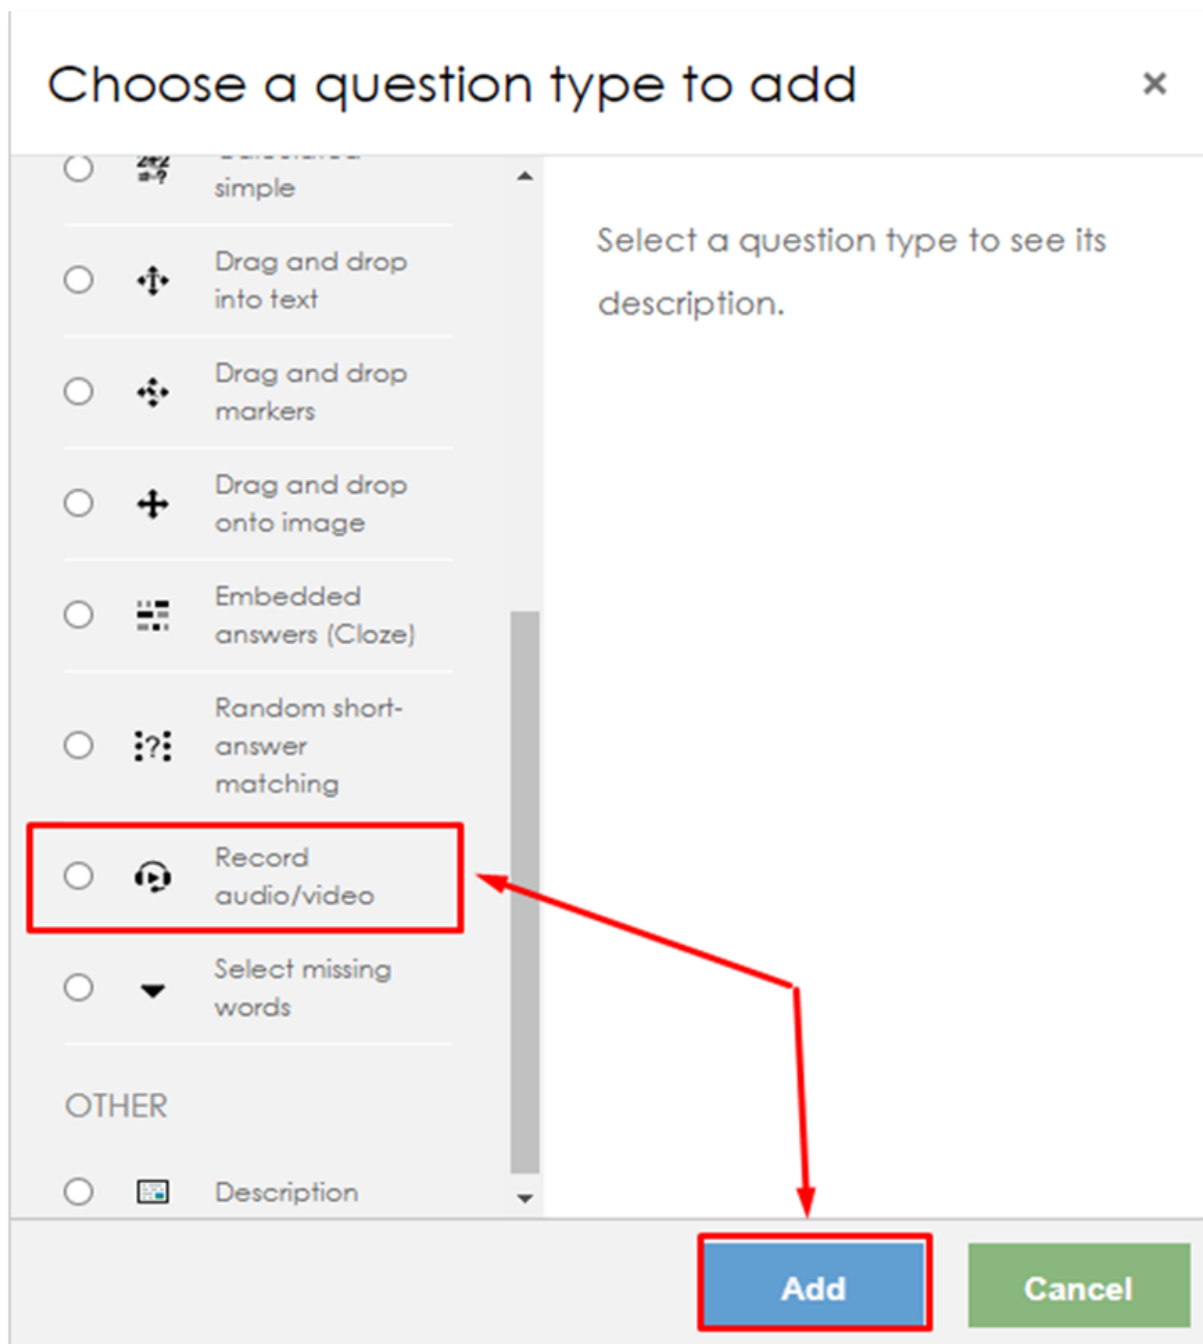 Choose a question type to add
×
simple
Drag and drop
into text
Drag and drop
markers
Drag and drop
onto image
Embedded
answers (Cloze)
Random short-
answer
matching
Record
audio/video
Select missing
words
OTHER
Description
Select a question type to see its
description.
Add
Cancel